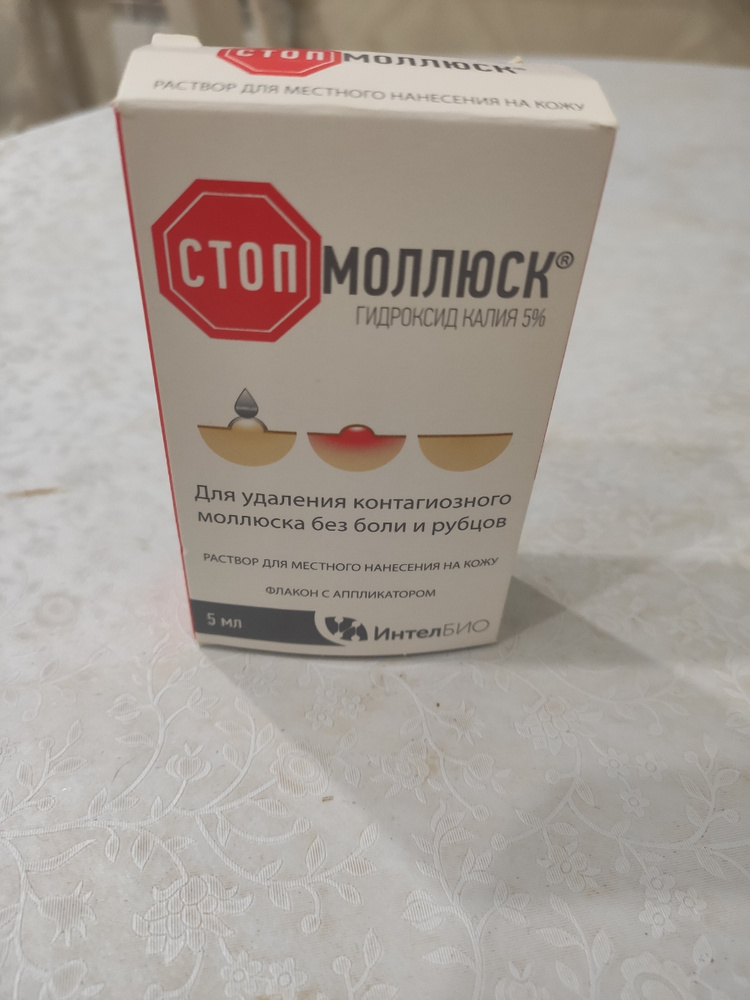 СТОП МОЛЛЮСК
РАСТВОР ДЛЯ МЕСТНОГО НАНЕСЕНИЯ НА КОЖУ
СТОП МОЛЛЮСК®
ГИДРОКСИД КАЛИЯ 5%
Для удаления контагиозного
моллюска без боли и рубцов
РАСТВОР ДЛЯ МЕСТНОГО НАНЕСЕНИЯ НА КОЖУ
ФЛАКОН С АППЛИКАТОРОМ
5 мл
ИнтелБИО